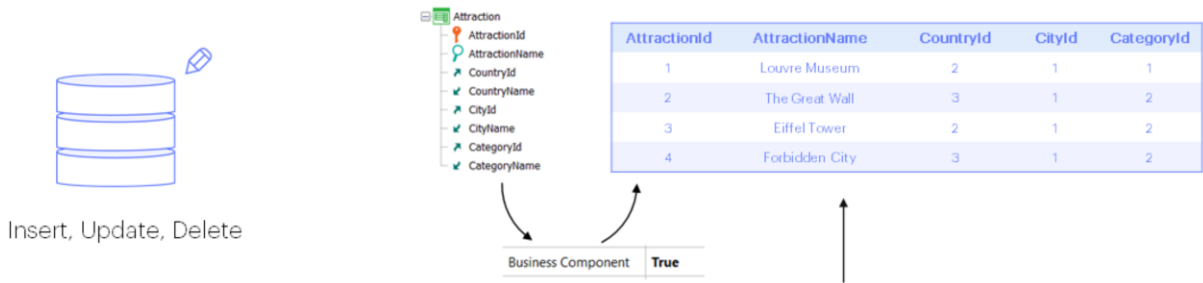 Insert, Update, Delete
Attraction
AttractionId
AttractionName
CountryId
CountryName
CityId
CityName
CategoryId
CategoryName
Business Component True
AttractionId AttractionName CountryId CityId CategoryId
1 Louvre Museum 2 1 1
2 The Great Wall 3 1 2
3 Eiffel Tower 2 1 2
4 Forbidden City 3 1 2